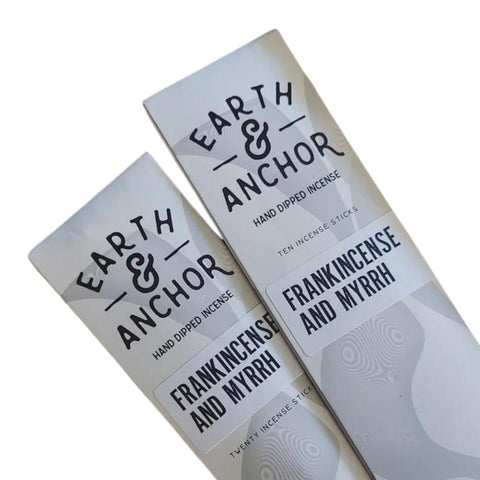 EARTH
&
ANCHOR
HAND DIPPED INCENSE
FRANKINCENSE
AND MYRRH
TWENTY INCENSE STICKS
EARTH
&
ANCHOR
HAND DIPPED INCENSE
TEN INCENSE STICKS
FRANKINCENSE
AND MYRRH